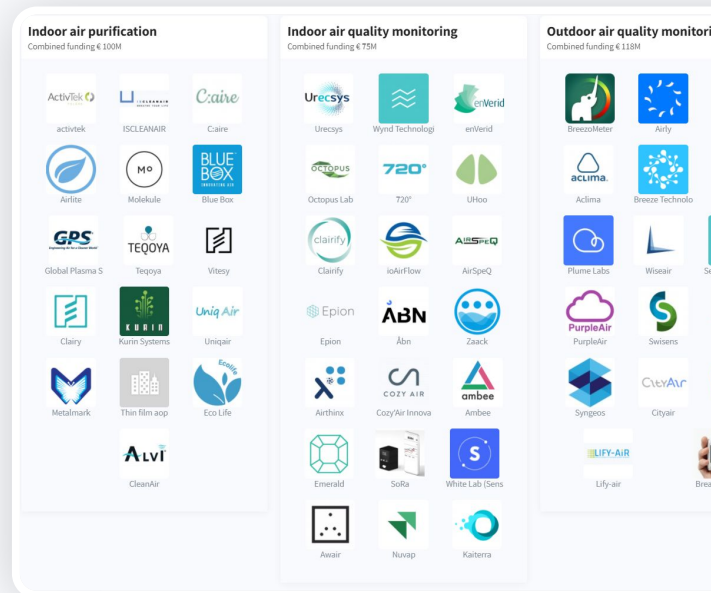 Indoor air purification
Combined funding € 100M
ActivTek
activtek
ISCLEANAIR
ISCLEANAIR
C:aire
C:aire
Airlite
MO
Molekule
BLUE
BOX
INNOVATING AIR
Blue Box
GPS
Global Plasma S
TEQOYA
Teqoya
Vitesy
Clairy
KURIN
Kurin Systems
Uniq Air
Uniqair
Metalmark
Thin film aop
Ecolife
Eco Life
ALVI
CleanAir
Indoor air quality monitoring
Combined funding € 75M
Urecsys
Urecsys
Wynd Technologi
enVerid
enVerid
OCTOPUS
Octopus Lab
720°
720°
UHoo
clairify
Clairify
ioAirFlow
AIRSPEQ
AirSpeQ
Epion
Epion
ÅBN
Åbn
Zaack
Airthinx
COZY AIR
Cozy'Air Innova
ambee
Ambee
Emerald
SoRa
S
White Lab (Sens
Awair
Nuvap
Kaiterra
Outdoor air quality monitori
Combined funding € 118M
BreezoMeter
Airly
ACLIMA.
Aclima
Breeze Technolo
Plume Labs
Wiseair
Se
PurpleAir
PurpleAir
Swisens
Syngeos
CityAir
Cityair
LIFY-AiR
Lify-air
Brea